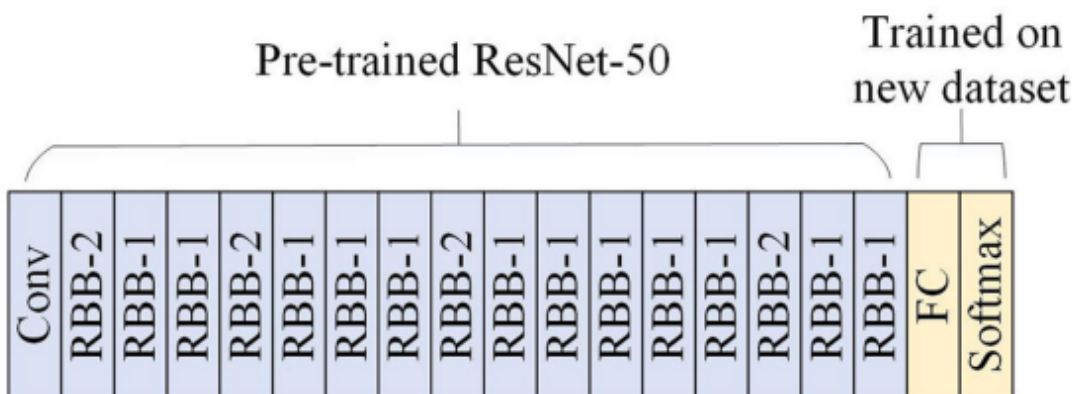 Pre-trained ResNet-50
Trained on
new dataset
Conv
RBB-2
RBB-1
RBB-1
RBB-2
RBB-1
RBB-1
RBB-1
RBB-2
RBB-1
RBB-1
RBB-1
RBB-1
RBB-1
RBB-2
RBB-1
RBB-1
FC
Softmax